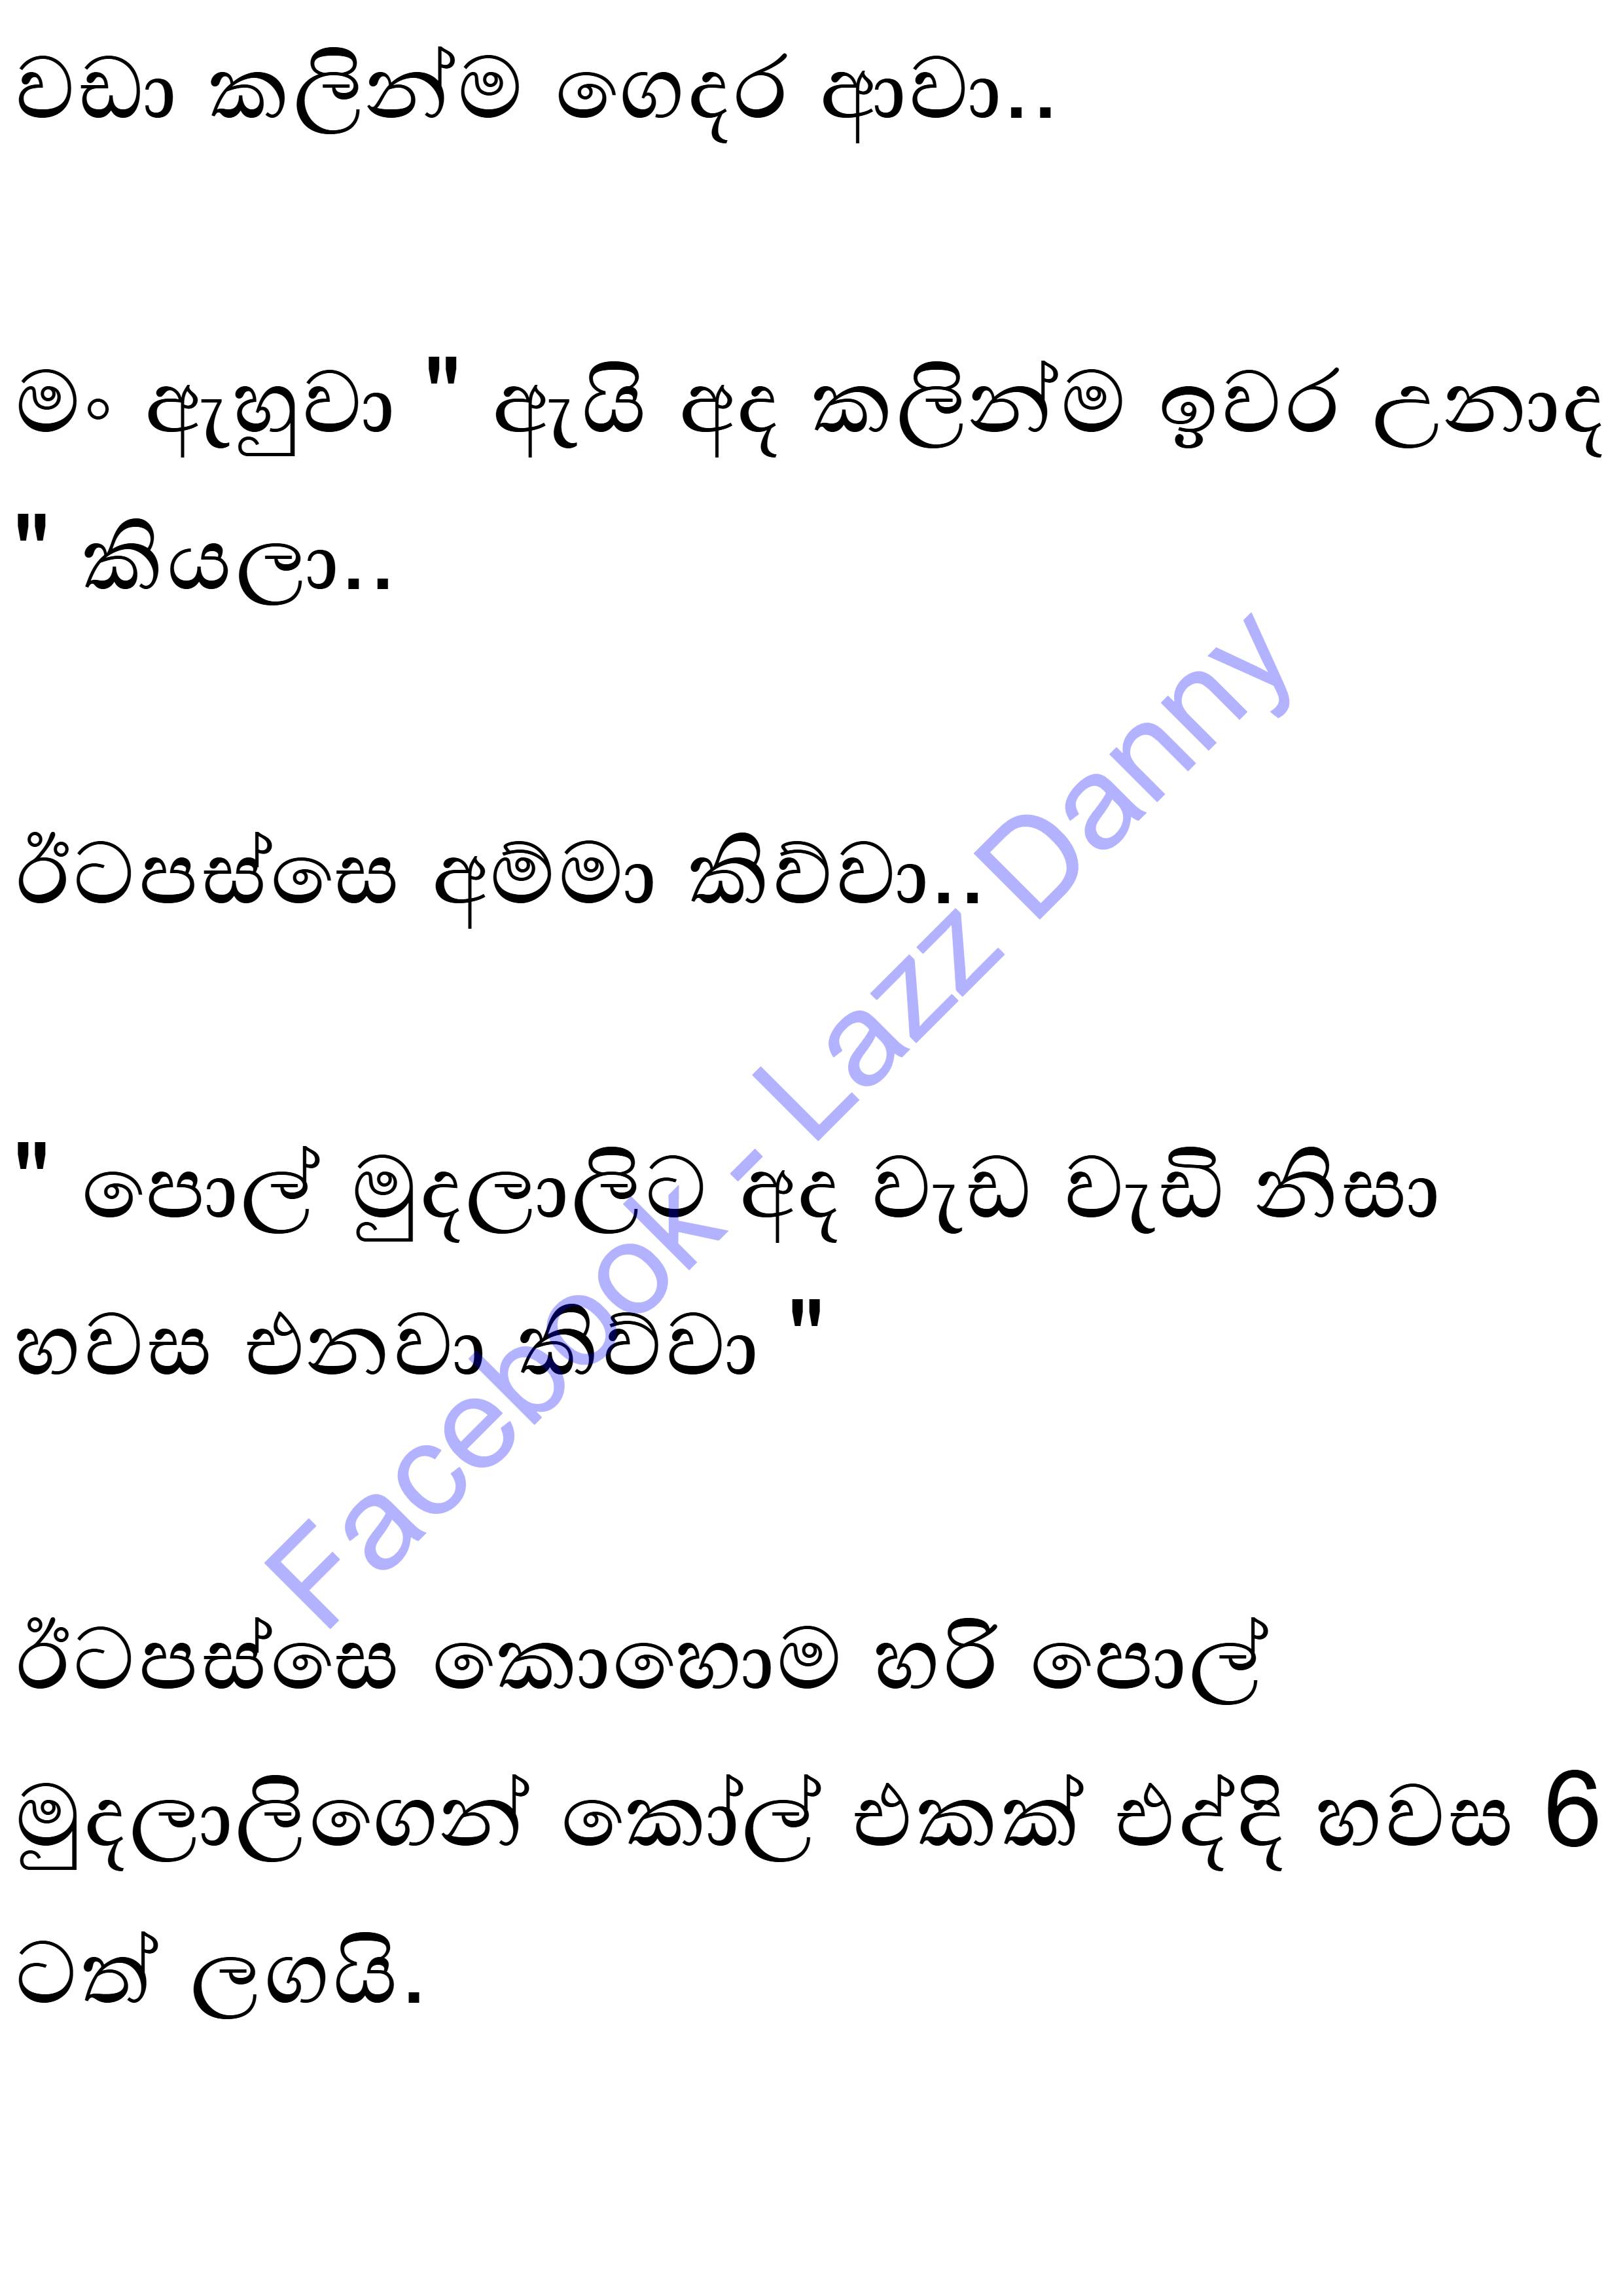 වඩා කලින්ම ගෙදර ආවා..
මං ඇහුවා " ඇයි අද කලින්ම ඉවර උනාද
" කියලා..
ඊටපස්සෙ අම්මා කිව්වා..
" පොල් මුදලාලිට අද වැඩ වැඩි නිසා
හවස එනවා කිව්වා "
ඊටපස්සෙ කොහොම හරි පොල්
මුදලාලිගෙන් කෝල් එකක් එද්දි හවස 6
ටත් ලගයි.
Facebook - Lazz Danny